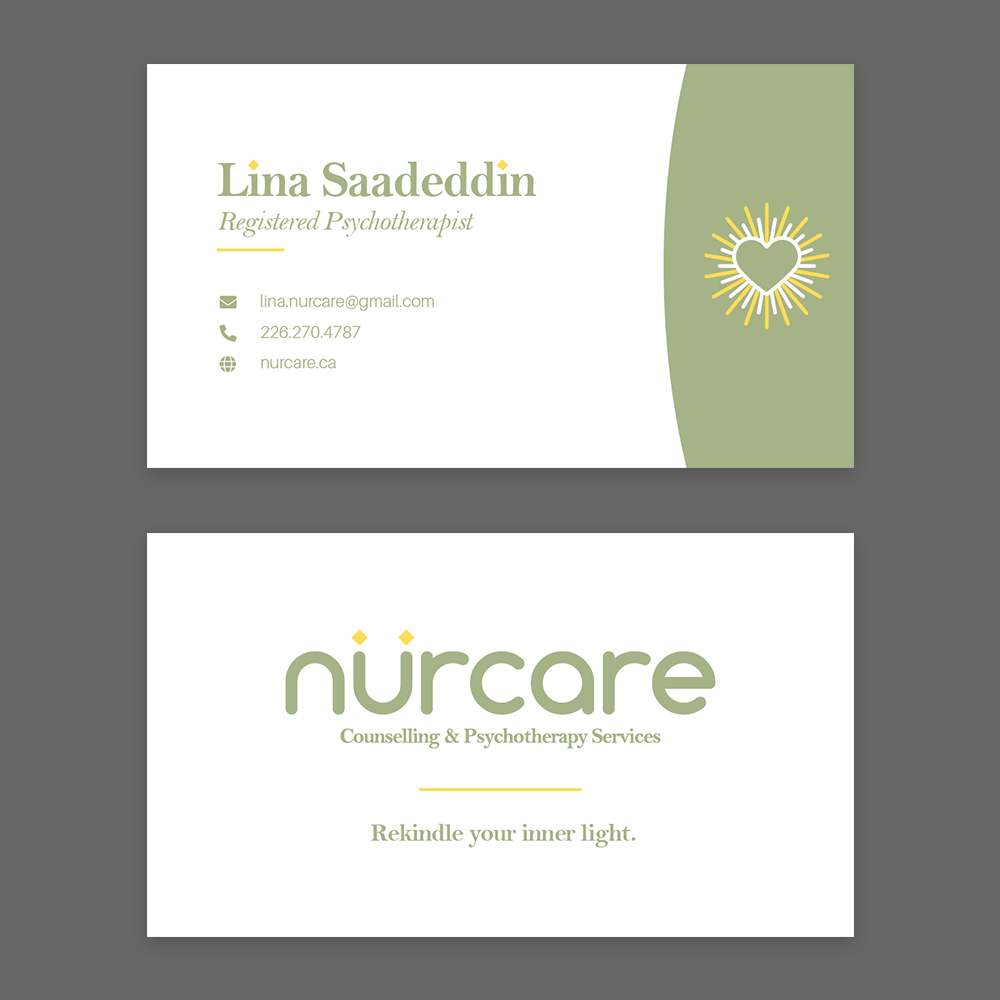 Lina Saadeddin
Registered Psychotherapist
lina.nurcare@gmail.com
226.270.4787
nurcare.ca
nürcare
Counselling & Psychotherapy Services
Rekindle your inner light.